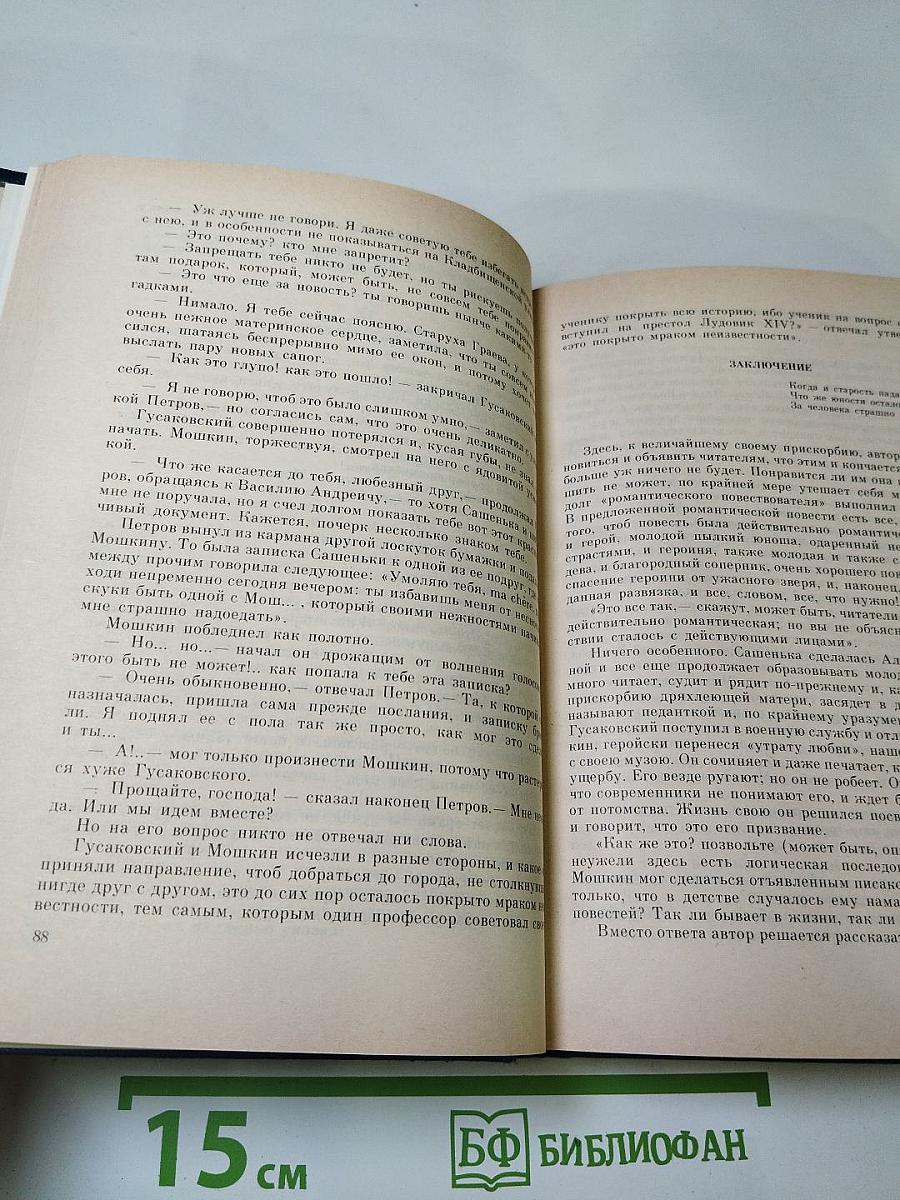 — Уж лучше не говори. Я даже советую тебе избегать
с нею, и в особенности не показываться на Кладбищенской
— Это почему? кто мне запретит?
— Запрещать тебе никто не будет, но ты рискуешь
там подарок, который, может быть, не совсем тебе
— Это что еще за новость? ты говоришь нынче какими-то
гадками.
— Нимало. Я тебе сейчас поясню. Старуха Граева, у
очень нежное материнское сердце, заметила, что ты совсем
сился, шатаясь беспрерывно мимо ее окон, и потому хочет
выслать пару новых сапог.
— Как это глупо! как это пошло! — закричал Гусаковский
себя.
— Я не говорю, чтоб это было слишком умно,— заметил
кой Петров,— но согласись сам, что это очень деликатно.
Гусаковский совершенно потерялся и, кусая губы, не знал,
начать. Мошкин, торжествуя, смотрел на него с ядовитой
кой.
— Что же касается до тебя, любезный друг,— продолжал
ров, обращаясь к Василию Андреичу,— то хотя Сашенька и
мне не поручала, но я счел долгом показать тебе вот этот
чивый документ. Кажется, почерк несколько знаком тебе.
Петров вынул из кармана другой лоскуток бумажки и
Мошкину. То была записка Сашеньки к одной из ее подруг, где
между прочим говорила следующее: «Умоляю тебя, ma chère,
ходи непременно сегодня вечером: ты избавишь меня от
скуки быть одной с Мош... , который своими нежностями
мне страшно надоедать».
Мошкин побледнел как полотно.
— Но... но...— начал он дрожащим от волнения
этого быть не может!.. как попала к тебе эта записка?
— Очень обыкновенно,— отвечал Петров.— Та, к которой
назначалась, пришла сама прежде послания, и записку
ли. Я поднял ее с пола так же просто, как мог это
и ты...
— А!..— мог только произнести Мошкин, потому что
ся хуже Гусаковского.
— Прощайте, господа! — сказал наконец Петров.— Мне
да. Или мы идем вместе?
Но на его вопрос никто не отвечал ни слова.
Гусаковский и Мошкин исчезли в разные стороны, и какое
приняли направление, чтоб добраться до города, не
нигде друг с другом, это до сих пор осталось покрыто мраком
вестности, тем самым, которым один профессор советовал
88
ученику покрыть всю историю, ибо ученик на вопрос
вступил на престол Лудовик XIV?» — отвечал
«это покрыто мраком неизвестности».
ЗАКЛЮЧЕНИЕ
Когда и старость
Что же юности
За человека страшно
Здесь, к величайшему своему прискорбию, автор
новиться и объявить читателям, что этим и кончается
больше уж ничего не будет. Понравится ли им она
шить не может, по крайней мере утешает себя
долг «романтического повествователя» выполнил
В предложенной романтической повести есть все,
того, чтоб повесть была действительно
и герой, молодой пылкий юноша, одаренный
страстями, и героиня, также молодая и также
дева, и благородный соперник, очень хорошего
спасение героини от ужасного зверя, и, наконец,
данная развязка, и все, словом, все, что нужно!
«Это все так,— скажут, может быть, читатели,
действительно романтическая; но вы не
ствии сталось с действующими лицами».
Ничего особенного. Сашенька сделалась
ной и все еще продолжает образовывать
много читает, судит и рядит по-прежнему и,
прискорбию дряхлеющей матери, засядет в
называют педанткой и, по крайнему
Гусаковский поступил в военную службу и
кин, геройски перенеся «утрату любви»,
с своею музою. Он сочиняет и даже печатает,
ущербу. Его везде ругают; но он не робеет.
что современники не понимают его, и ждет
от потомства. Жизнь свою он решился
и говорит, что это его призвание.
«Как же это? позвольте (может быть,
неужели здесь есть логическая
Мошкин мог сделаться отъявленным
только, что в детстве случалось ему
повестей? Так ли бывает в жизни, так ли
Вместо ответа автор решается
15 см
БФ БИБЛИОФАН